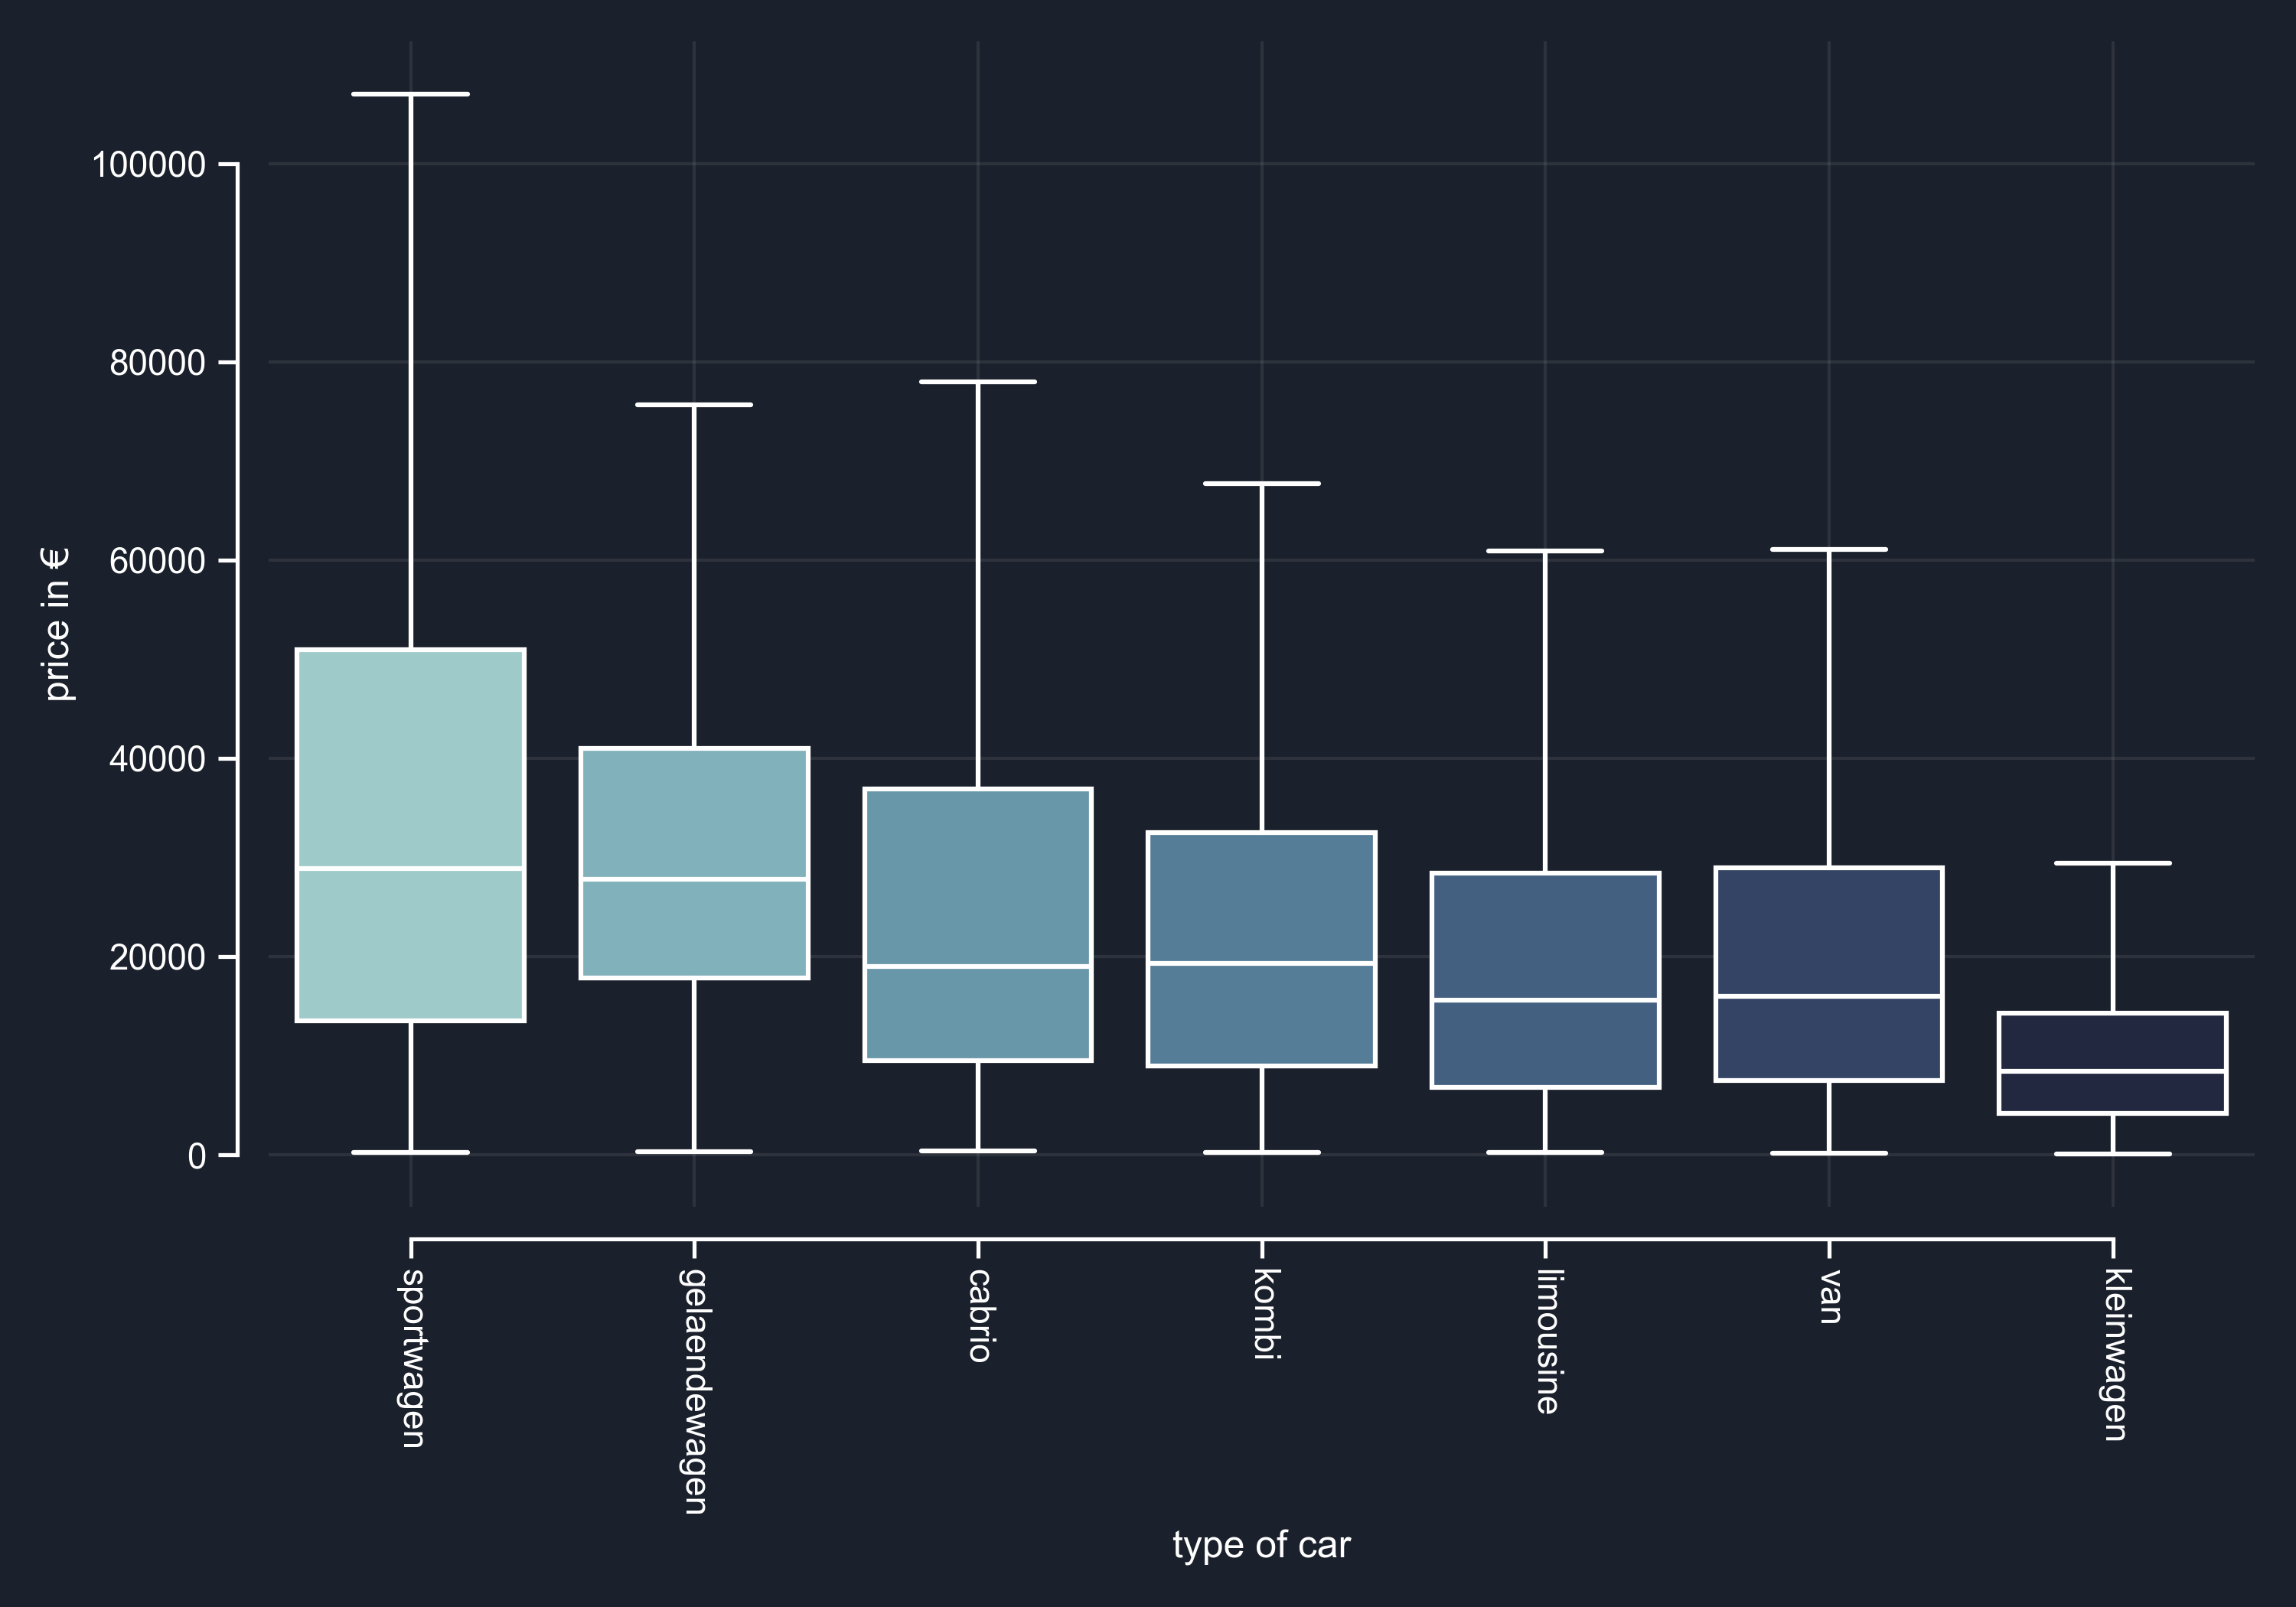 100000
80000
60000
40000
20000
0
price in €
sportwagen
gelaendewagen
cabrio
kombi
limousine
van
kleinwagen
type of car